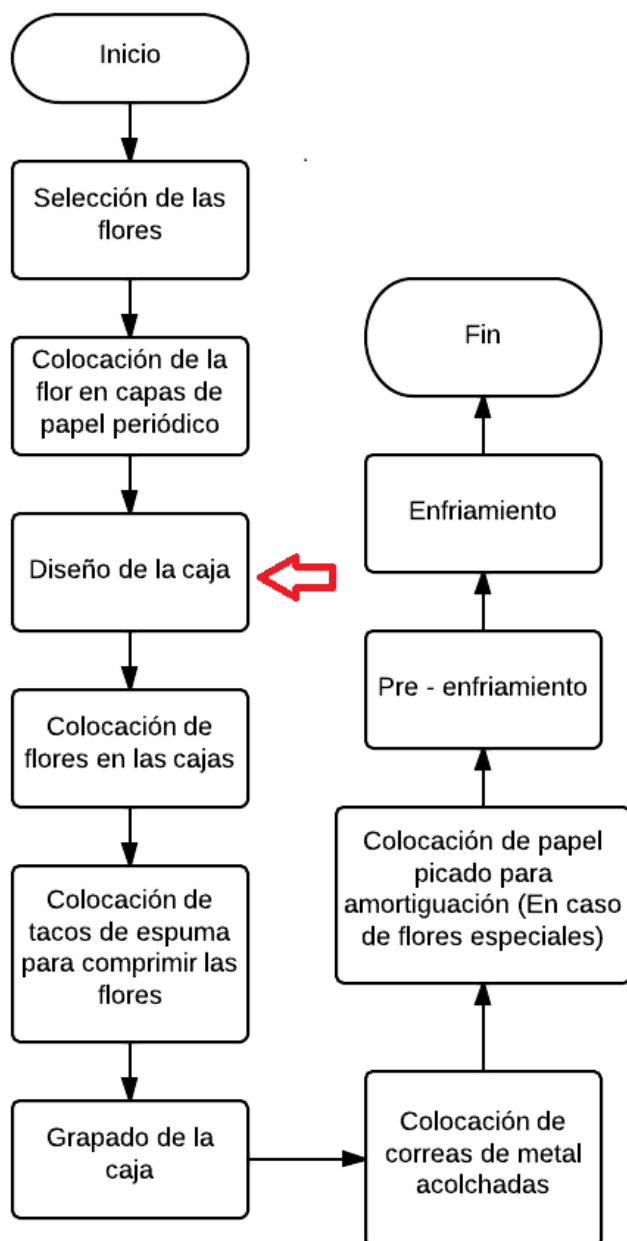 Inicio
Selección de las
flores
Colocación de la
flor en capas de
papel periódico
Diseño de la caja
Colocación de
flores en las cajas
Colocación de
tacos de espuma
para comprimir las
flores
Grapado de la
caja
Colocación de
correas de metal
acolchadas
Colocación de papel
picado para
amortiguación (En caso
de flores especiales)
Pre - enfriamiento
Enfriamiento
Fin